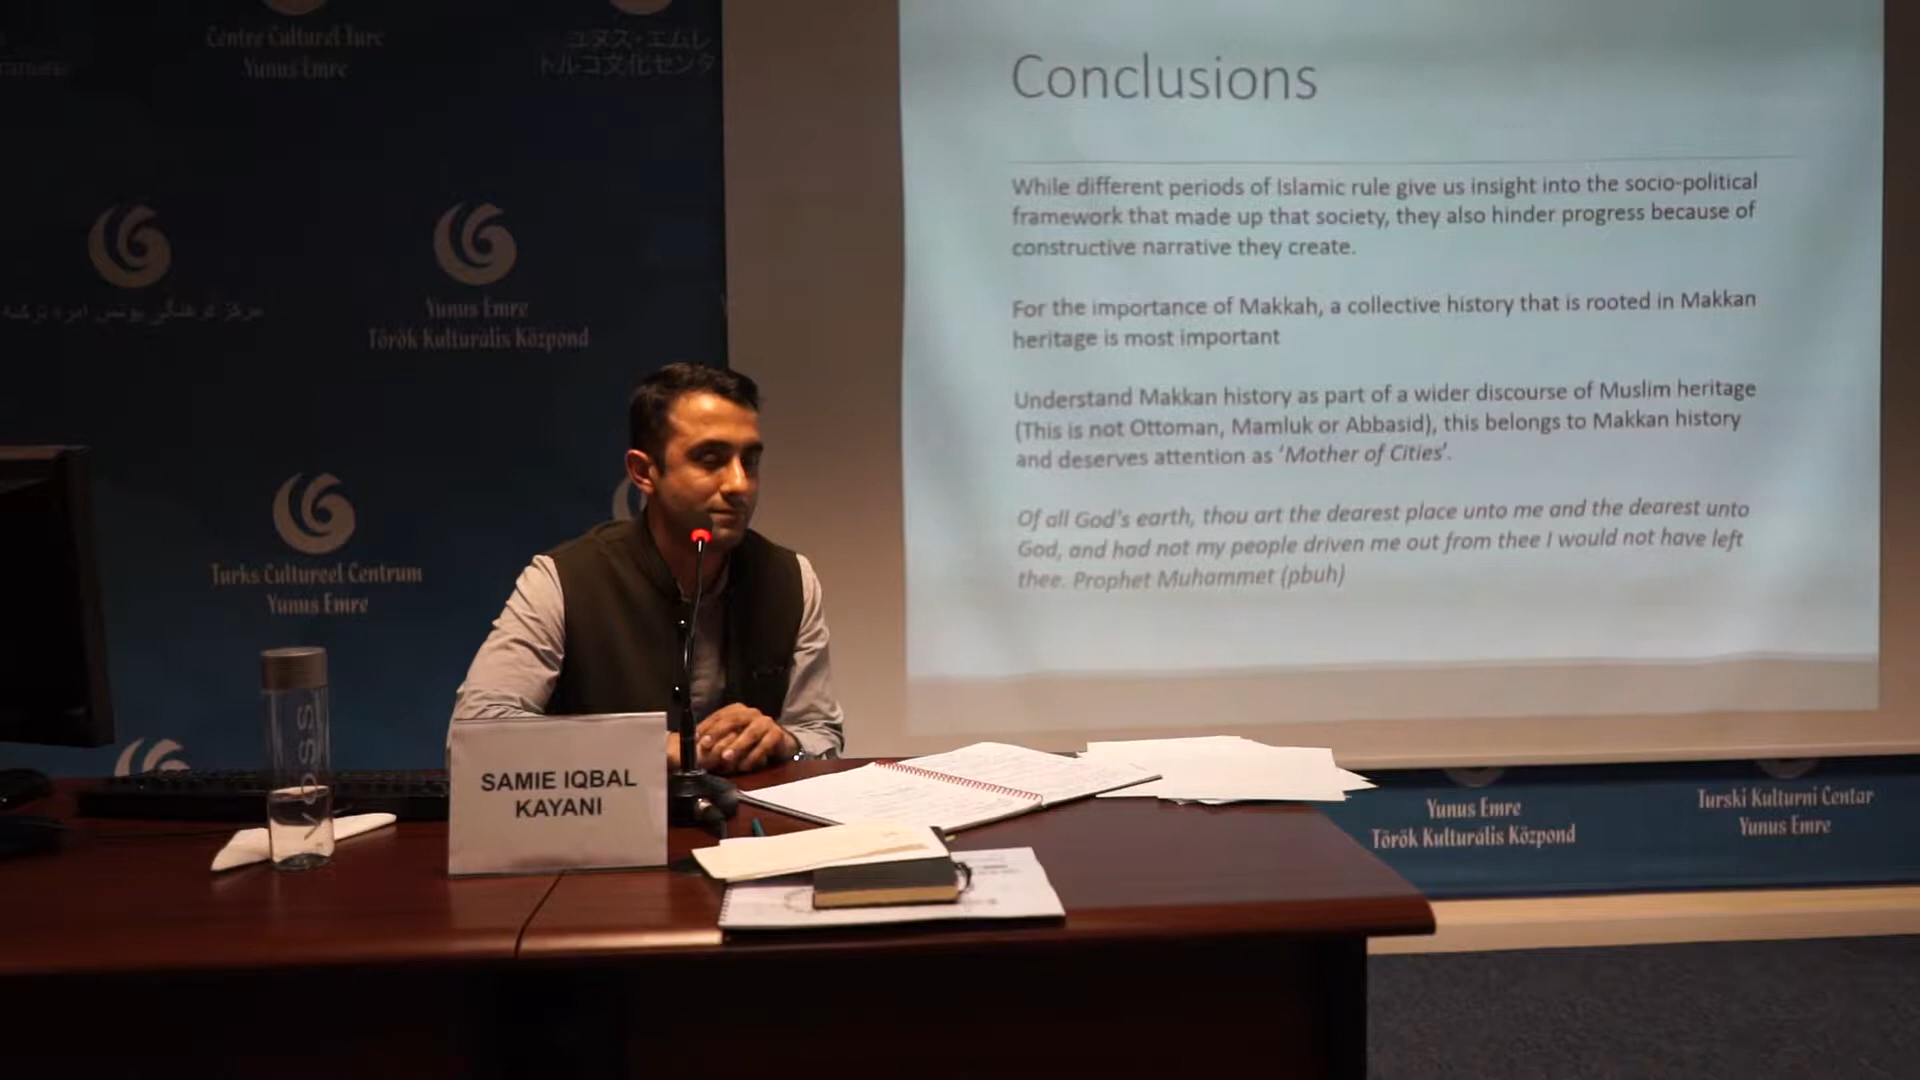 Centre Culturel Turc
Yunus Emre
ユヌス・エムレ
トルコ文化センタ
مركز فرهنگی یونس امره ترکیه
Yunus Emre
Török Kulturális Központ
Turks Cultureel Centrum
Yunus Emre
Conclusions
While different periods of Islamic rule give us insight into the socio-political
framework that made up that society, they also hinder progress because of
constructive narrative they create.
For the importance of Makkah, a collective history that is rooted in Makkan
heritage is most important
Understand Makkan history as part of a wider discourse of Muslim heritage
(This is not Ottoman, Mamluk or Abbasid), this belongs to Makkan history
and deserves attention as ‘Mother of Cities’.
Of all God's earth, thou art the dearest place unto me and the dearest unto
God, and had not my people driven me out from thee I would not have left
thee. Prophet Muhammet (pbuh)
VOSS
SAMIE IQBAL
KAYANI
Yunus Emre
Török Kulturális Központ
Turski Kulturni Centar
Yunus Emre